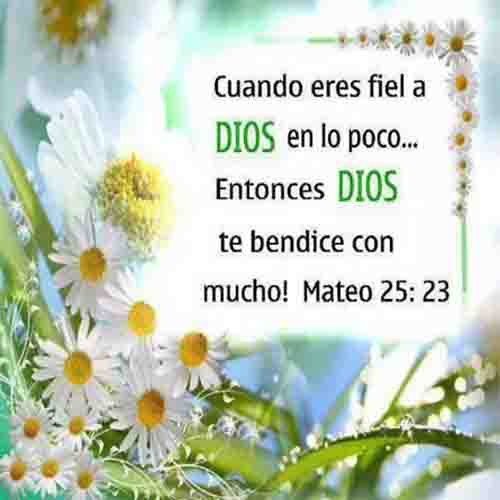 Cuando eres fiel a
DIOS en lo poco...
Entonces DIOS
te bendice con
mucho! Mateo 25: 23